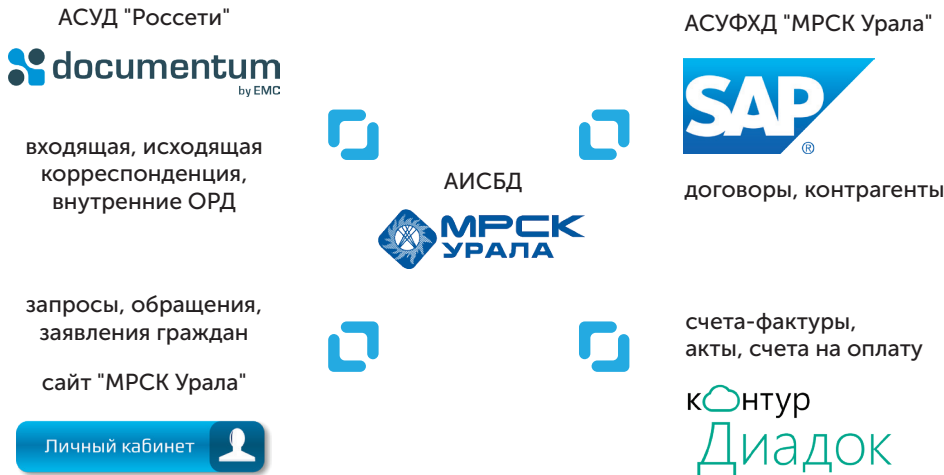 АСУД "Россети"
documentum
by EMC
входящая, исходящая
корреспонденция,
внутренние ОРД
АСУФХД "МРСК Урала"
SAP
®
договоры, контрагенты
АИСБД
МРСК
УРАЛА
запросы, обращения,
заявления граждан
сайт "МРСК Урала"
Личный кабинет
счета-фактуры,
акты, счета на оплату
контур
Диадок